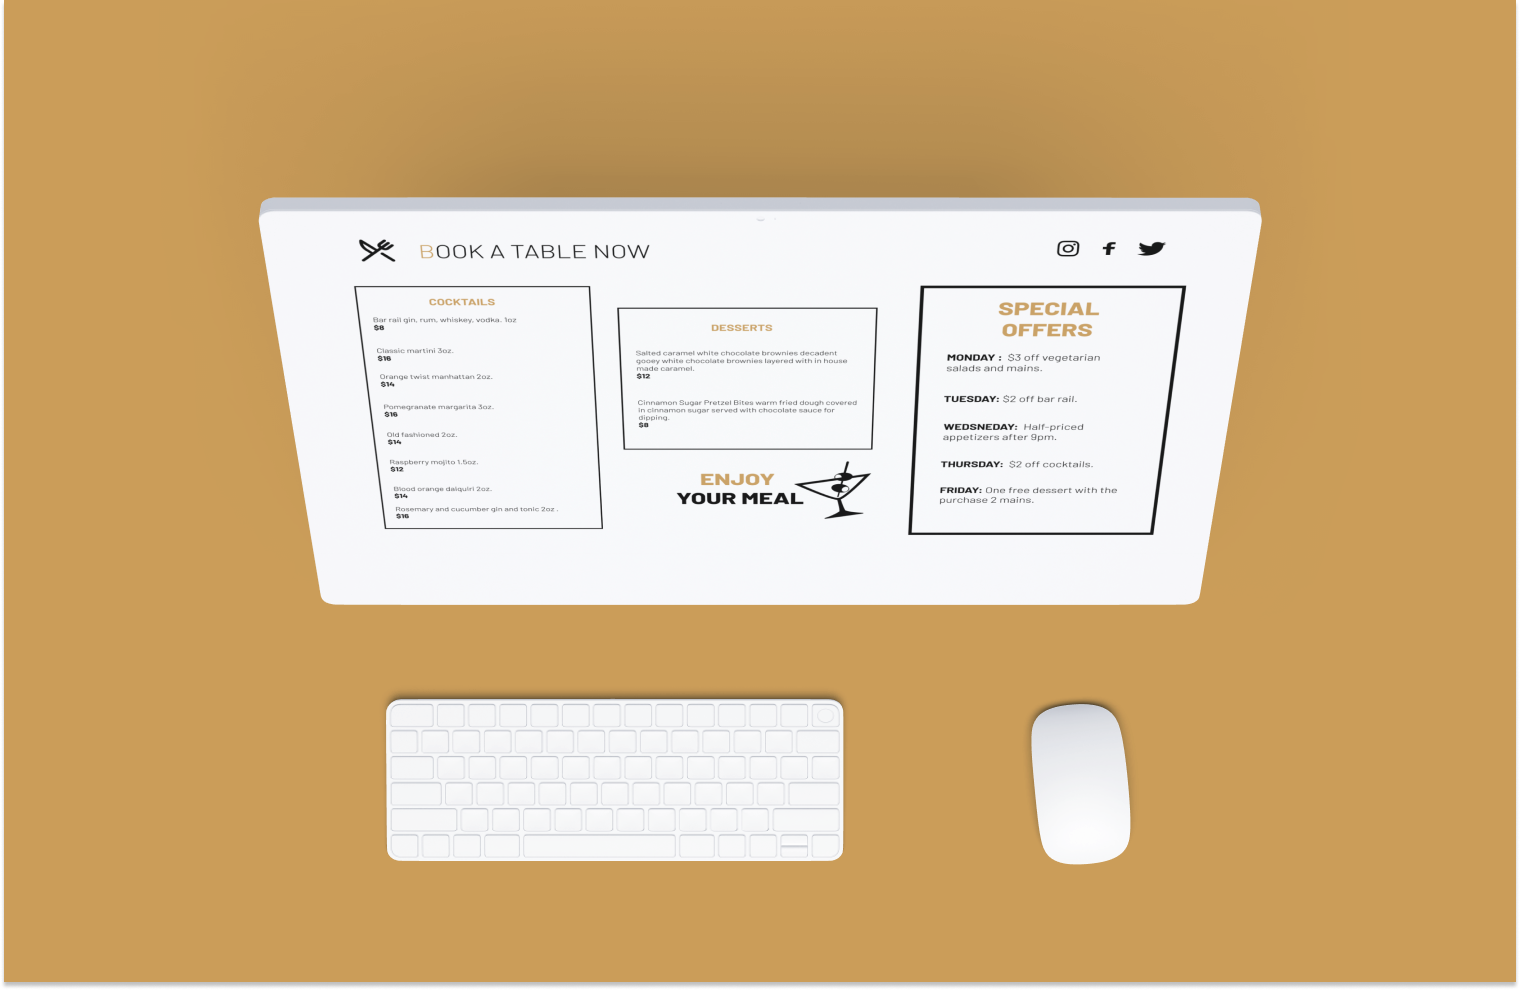 BOOK A TABLE NOW
COCKTAILS
Bar rail gin, rum, whiskey, vodka. 1oz
$8
Classic martini 3oz.
$16
Orange twist manhattan 2oz.
$14
Pomegranate margarita 3oz.
$16
Old fashioned 2oz.
$14
Raspberry mojito 1.5oz.
$12
Blood orange daiquiri 2oz.
$14
Rosemary and cucumber gin and tonic 2oz .
$16
DESSERTS
Salted caramel white chocolate brownies decadent
gooey white chocolate brownies layered with in house
made caramel.
$12
Cinnamon Sugar Pretzel Bites warm fried dough covered
in cinnamon sugar served with chocolate sauce for
dipping.
$8
ENJOY
YOUR MEAL
SPECIAL
OFFERS
MONDAY : $3 off vegetarian
salads and mains.
TUESDAY: $2 off bar rail.
WEDSNEDAY: Half-priced
appetizers after 9pm.
THURSDAY: $2 off cocktails.
FRIDAY: One free dessert with the
purchase 2 mains.